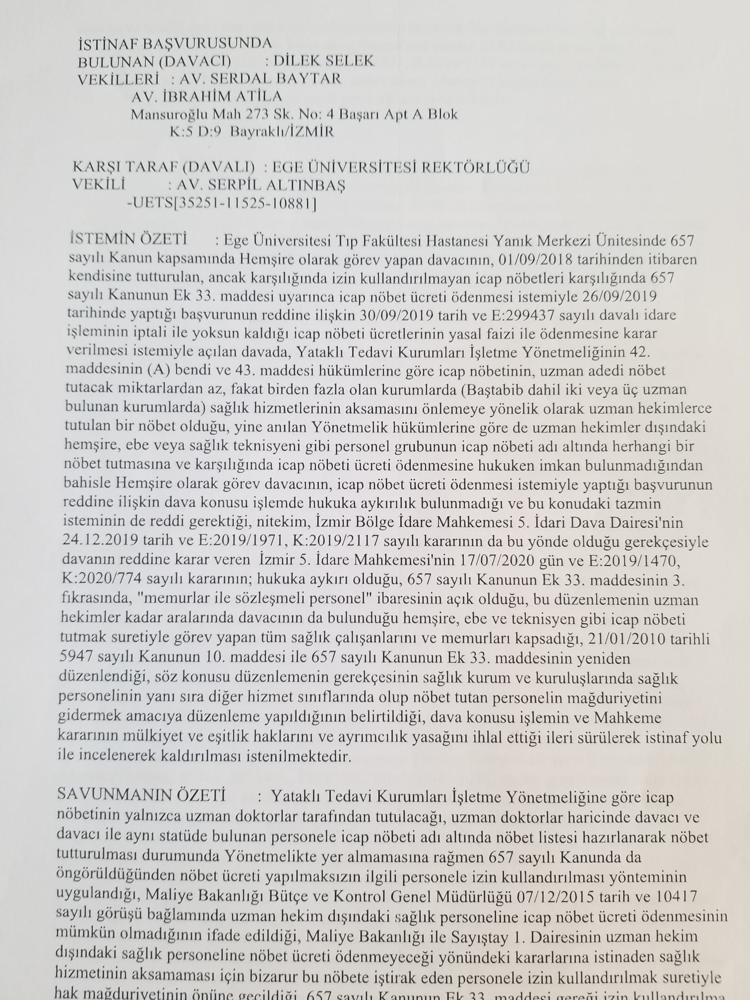 İSTİNAF BAŞVURUSUNDA
BULUNAN (DAVACI) : DİLEK SELEK
VEKİLLERİ : AV. SERDAL BAYTAR
AV. İBRAHİM ATİLA
Mansuroğlu Mah 273 Sk. No: 4 Başarı Apt A Blok
K:5 D:9 Bayraklı/İZMİR
KARŞI TARAF (DAVALI) : EGE ÜNİVERSİTESİ REKTÖRLÜĞÜ
VEKİLİ : AV. SERPİL ALTINBAŞ
-UETS[35251-11525-10881]
İSTEMİN ÖZETİ : Ege Üniversitesi Tıp Fakültesi Hastanesi Yanık Merkezi Ünitesinde 657
sayılı Kanun kapsamında Hemşire olarak görev yapan davacının, 01/09/2018 tarihinden itibaren
kendisine tutturulan, ancak karşılığında izin kullandırılmayan icap nöbetleri karşılığında 657
sayılı Kanunun Ek 33. maddesi uyarınca icap nöbet ücreti ödenmesi istemiyle 26/09/2019
tarihinde yaptığı başvurunun reddine ilişkin 30/09/2019 tarih ve E:299437 sayılı davalı idare
işleminin iptali ile yoksun kaldığı icap nöbeti ücretlerinin yasal faizi ile ödenmesine karar
verilmesi istemiyle açılan davada, Yataklı Tedavi Kurumları İşletme Yönetmeliğinin 42.
maddesinin (A) bendi ve 43. maddesi hükümlerine göre icap nöbetinin, uzman adedi nöbet
tutacak miktarlardan az, fakat birden fazla olan kurumlarda (Baştabib dahil iki veya üç uzman
bulunan kurumlarda) sağlık hizmetlerinin aksamasını önlemeye yönelik olarak uzman hekimlerce
tutulan bir nöbet olduğu, yine anılan Yönetmelik hükümlerine göre de uzman hekimler dışındaki
hemşire, ebe veya sağlık teknisyeni gibi personel grubunun icap nöbeti adı altında herhangi bir
nöbet tutmasına ve karşılığında icap nöbeti ücreti ödenmesine hukuken imkan bulunmadığından
bahisle Hemşire olarak görev davacının, icap nöbet ücreti ödenmesi istemiyle yaptığı başvurunun
reddine ilişkin dava konusu işlemde hukuka aykırılık bulunmadığı ve bu konudaki tazmin
isteminin de reddi gerektiği, nitekim, İzmir Bölge İdare Mahkemesi 5. İdari Dava Dairesi'nin
24.12.2019 tarih ve E:2019/1971, K:2019/2117 sayılı kararının da bu yönde olduğu gerekçesiyle
davanın reddine karar veren İzmir 5. İdare Mahkemesi'nin 17/07/2020 gün ve E:2019/1470,
K:2020/774 sayılı kararının; hukuka aykırı olduğu, 657 sayılı Kanunun Ek 33. maddesinin 3.
fıkrasında, "memurlar ile sözleşmeli personel" ibaresinin açık olduğu, bu düzenlemenin uzman
hekimler kadar aralarında davacının da bulunduğu hemşire, ebe ve teknisyen gibi icap nöbeti
tutmak suretiyle görev yapan tüm sağlık çalışanlarını ve memurları kapsadığı, 21/01/2010 tarihli
5947 sayılı Kanunun 10. maddesi ile 657 sayılı Kanunun Ek 33. maddesinin yeniden
düzenlendiği, söz konusu düzenlemenin gerekçesinin sağlık kurum ve kuruluşlarında sağlık
personelinin yanı sıra diğer hizmet sınıflarında olup nöbet tutan personelin mağduriyetini
gidermek amacıya düzenleme yapıldığının belirtildiği, dava konusu işlemin ve Mahkeme
kararının mülkiyet ve eşitlik haklarını ve ayrımcılık yasağını ihlal ettiği ileri sürülerek istinaf yolu
ile incelenerek kaldırılması istenilmektedir.
SAVUNMANIN ÖZETİ : Yataklı Tedavi Kurumları İşletme Yönetmeliğine göre icap
nöbetinin yalnızca uzman doktorlar tarafından tutulacağı, uzman doktorlar haricinde davacı ve
davacı ile aynı statüde bulunan personele icap nöbeti adı altında nöbet listesi hazırlanarak nöbet
tutturulması durumunda Yönetmelikte yer almamasına rağmen 657 sayılı Kanunda da
öngörüldüğünden nöbet ücreti yapılmaksızın ilgili personele izin kullandırılması yönteminin
uygulandığı, Maliye Bakanlığı Bütçe ve Kontrol Genel Müdürlüğü 07/12/2015 tarih ve 10417
sayılı görüşü bağlamında uzman hekim dışındaki sağlık personeline icap nöbet ücreti ödenmesinin
mümkün olmadığının ifade edildiği, Maliye Bakanlığı ile Sayıştay 1. Dairesinin uzman hekim
dışındaki sağlık personeline nöbet ücreti ödenmeyeceği yönündeki kararlarına istinaden sağlık
hizmetinin aksamaması için bizarur bu nöbete iştirak eden personele izin kullandırılmak suretiyle
hak mağduriyetinin önüne geçildiği, 657 sayılı Kanunun Ek 33. maddesi gereği izin kullandırılma